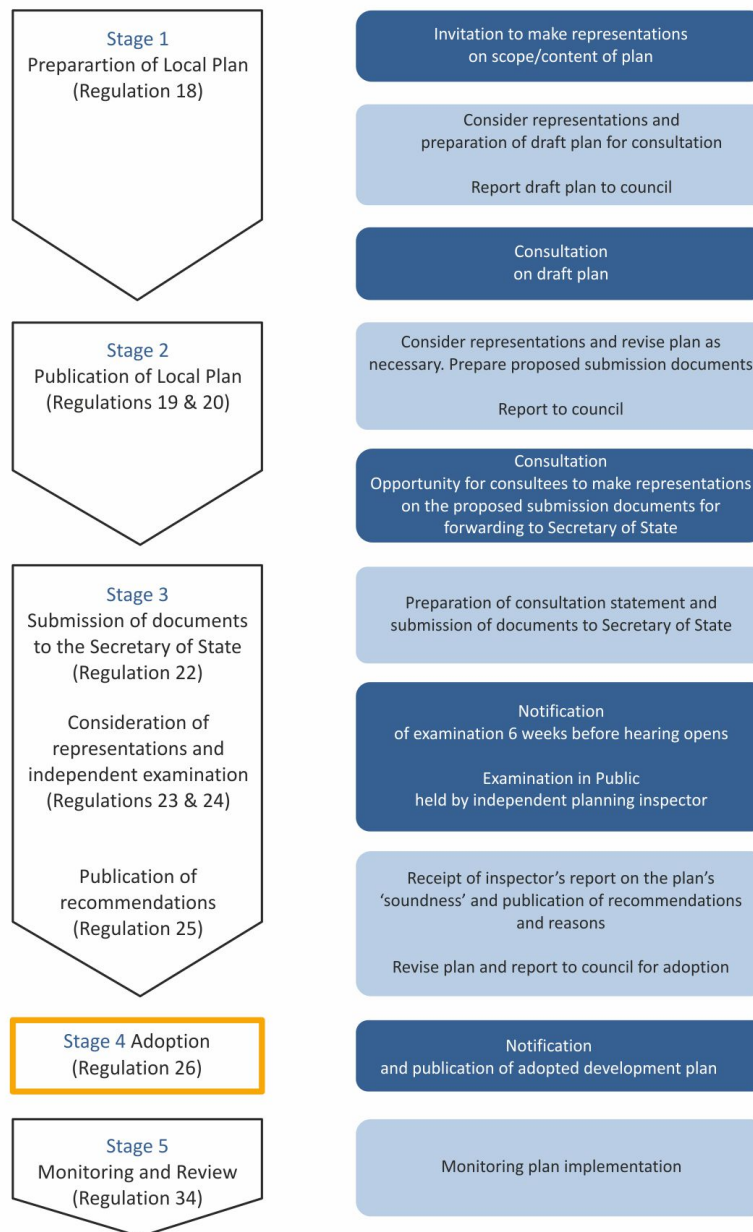 Stage 1
Preparartion of Local Plan
(Regulation 18)
Invitation to make representations
on scope/content of plan
Consider representations and
preparation of draft plan for consultation
Report draft plan to council
Consultation
on draft plan
Stage 2
Publication of Local Plan
(Regulations 19 & 20)
Consider representations and revise plan as
necessary. Prepare proposed submission documents
Report to council
Consultation
Opportunity for consultees to make representations
on the proposed submission documents for
forwarding to Secretary of State
Stage 3
Submission of documents
to the Secretary of State
(Regulation 22)
Consideration of
representations and
independent examination
(Regulations 23 & 24)
Publication of
recommendations
(Regulation 25)
Preparation of consultation statement and
submission of documents to Secretary of State
Notification
of examination 6 weeks before hearing opens
Examination in Public
held by independent planning inspector
Receipt of inspector’s report on the plan’s
‘soundness’ and publication of recommendations
and reasons
Revise plan and report to council for adoption
Stage 4 Adoption
(Regulation 26)
Notification
and publication of adopted development plan
Stage 5
Monitoring and Review
(Regulation 34)
Monitoring plan implementation